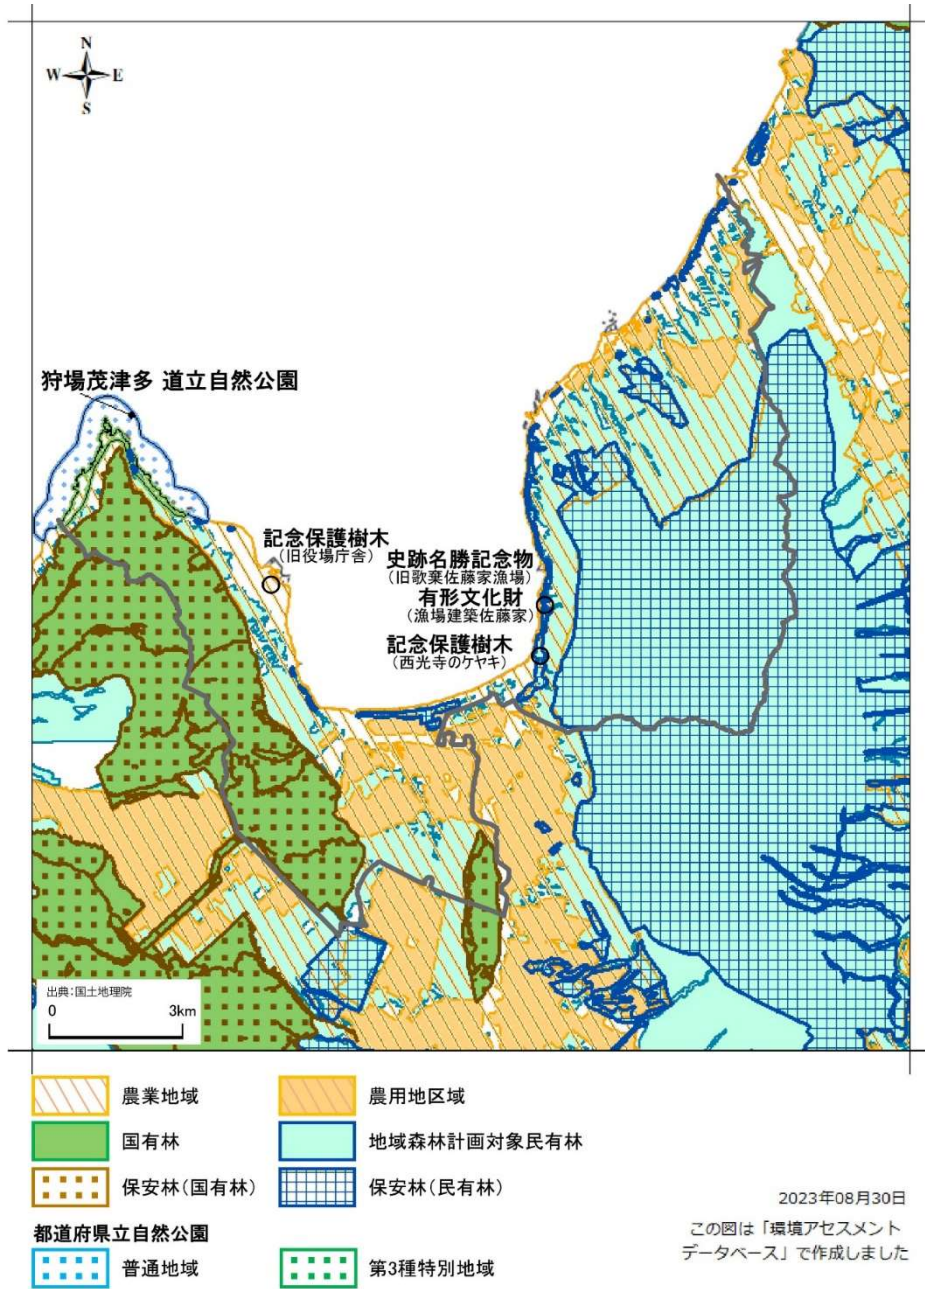 N
W E
S
狩場茂津多 道立自然公園
記念保護樹木
(旧役場庁舎)
史跡名勝記念物
(旧歌棄佐藤家漁場)
有形文化財
(漁場建築佐藤家)
記念保護樹木
(西光寺のケヤキ)
出典:国土地理院
0 3km
農業地域 農用地区域
国有林 地域森林計画対象民有林
保安林(国有林) 保安林(民有林)
都道府県立自然公園
普通地域 第3種特別地域
2023年08月30日
この図は「環境アセスメント
データベース」で作成しました